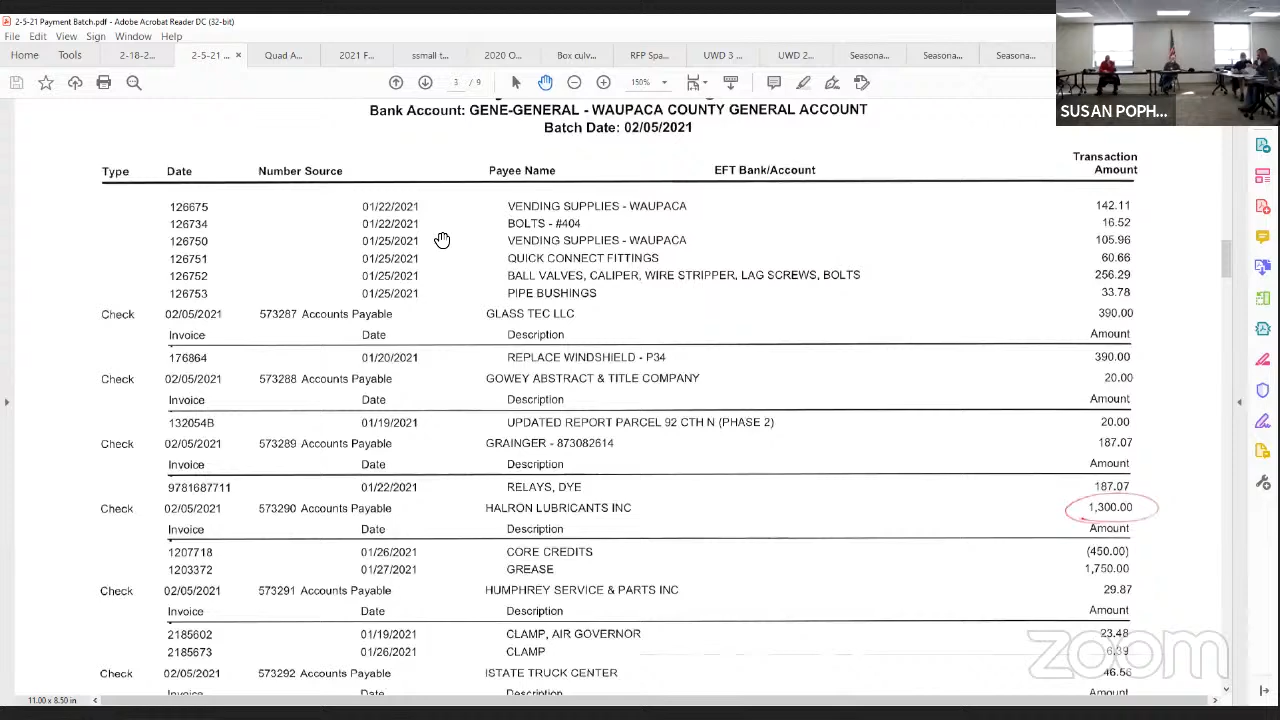 2-5-21 Payment Batch.pdf - Adobe Acrobat Reader DC (32-bit)
File Edit View Sign Window Help
Home Tools 2-18-2... 2-5-21 ... × Quad A... 2021 F... ssmall t... 2020 O... Box culv... RFP Spa... UWD 3 ... UWD 2... Seasona... Seasona... Seasona...
3 / 9 150%
SUSAN POPH...
Bank Account: GENE-GENERAL - WAUPACA COUNTY GENERAL ACCOUNT
Batch Date: 02/05/2021
Type Date Number Source Payee Name EFT Bank/Account Transaction Amount
126675 01/22/2021 VENDING SUPPLIES - WAUPACA 142.11
126734 01/22/2021 BOLTS - #404 16.52
126750 01/25/2021 VENDING SUPPLIES - WAUPACA 105.96
126751 01/25/2021 QUICK CONNECT FITTINGS 60.66
126752 01/25/2021 BALL VALVES, CALIPER, WIRE STRIPPER, LAG SCREWS, BOLTS 256.29
126753 01/25/2021 PIPE BUSHINGS 33.78
Check 02/05/2021 573287 Accounts Payable GLASS TEC LLC 390.00
Invoice Date Description Amount
176864 01/20/2021 REPLACE WINDSHIELD - P34 390.00
Check 02/05/2021 573288 Accounts Payable GOWEY ABSTRACT & TITLE COMPANY 20.00
Invoice Date Description Amount
132054B 01/19/2021 UPDATED REPORT PARCEL 92 CTH N (PHASE 2) 20.00
Check 02/05/2021 573289 Accounts Payable GRAINGER - 873082614 187.07
Invoice Date Description Amount
9781687711 01/22/2021 RELAYS, DYE 187.07
Check 02/05/2021 573290 Accounts Payable HALRON LUBRICANTS INC 1,300.00
Invoice Date Description Amount
1207718 01/26/2021 CORE CREDITS (450.00)
1203372 01/27/2021 GREASE 1,750.00
Check 02/05/2021 573291 Accounts Payable HUMPHREY SERVICE & PARTS INC 29.87
Invoice Date Description Amount
2185602 01/19/2021 CLAMP, AIR GOVERNOR 23.48
2185673 01/26/2021 CLAMP 6.39
Check 02/05/2021 573292 Accounts Payable ISTATE TRUCK CENTER 46.56
Invoice Date Description Amount
zoom
11.00 x 8.50 in